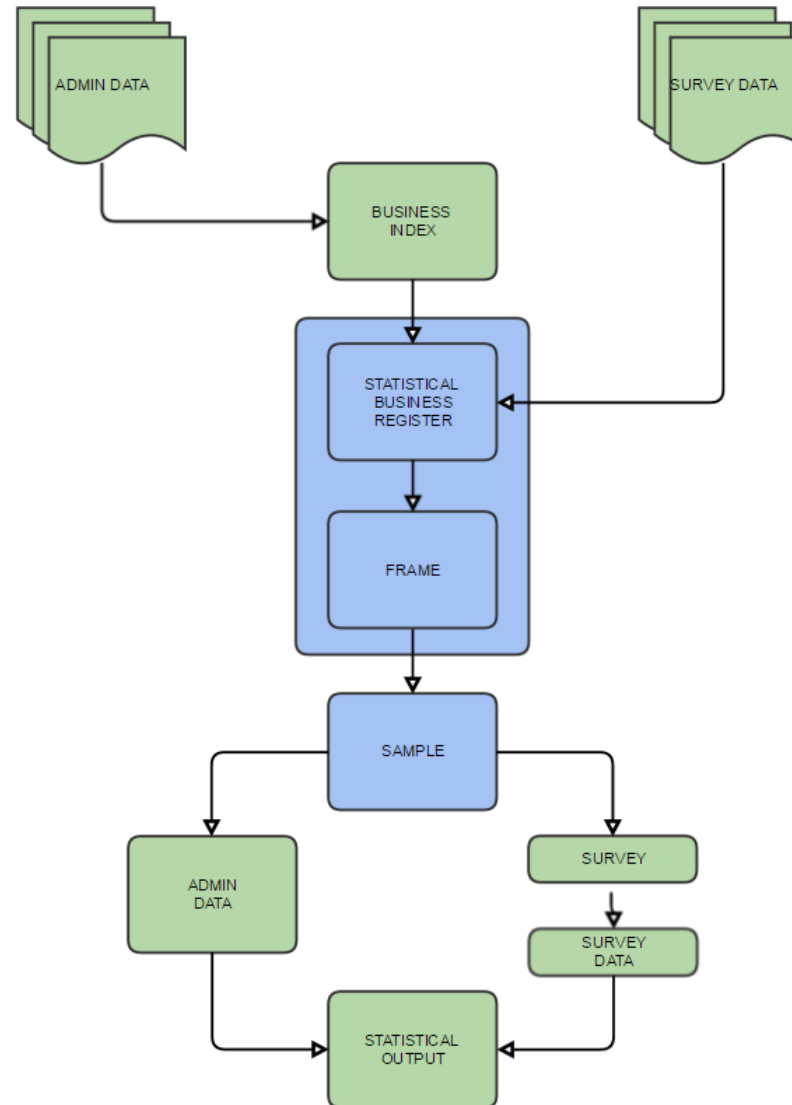 ADMIN DATA
SURVEY DATA
BUSINESS
INDEX
STATISTICAL
BUSINESS
REGISTER
FRAME
SAMPLE
ADMIN
DATA
SURVEY
SURVEY
DATA
STATISTICAL
OUTPUT